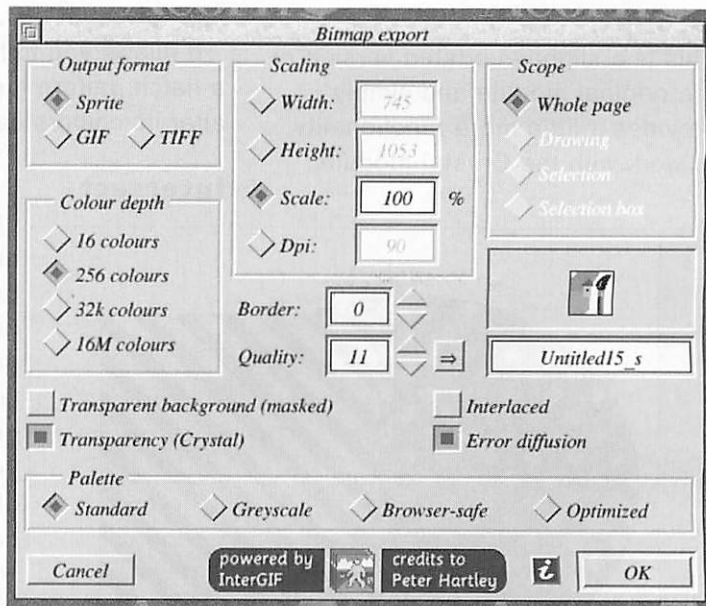 Bitmap export
Output format
Sprite
GIF TIFF
Colour depth
16 colours
256 colours
32k colours
16M colours
Scaling
Width: 745
Height: 1053
Scale: 100 %
Dpi: 90
Border: 0
Quality: 11 ⇒
Scope
Whole page
Drawing
Selection
Selection box
Untitled15_s
Transparent background (masked)
Transparency (Crystal)
Interlaced
Error diffusion
Palette
Standard Greyscale Browser-safe Optimized
Cancel
powered by
InterGIF
credits to
Peter Hartley
i
OK